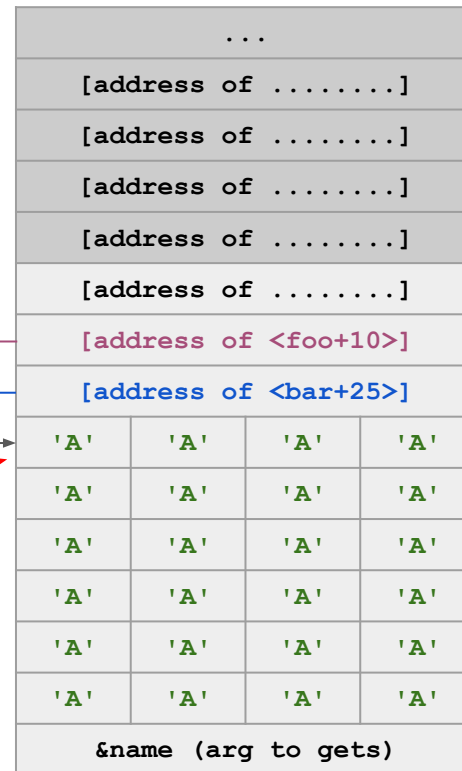 ...
[address of ........]
[address of ........]
[address of ........]
[address of ........]
[address of ........]
[address of <foo+10>]
[address of <bar+25>]
'A' 'A' 'A' 'A'
'A' 'A' 'A' 'A'
'A' 'A' 'A' 'A'
'A' 'A' 'A' 'A'
'A' 'A' 'A' 'A'
'A' 'A' 'A' 'A'
&name (arg to gets)